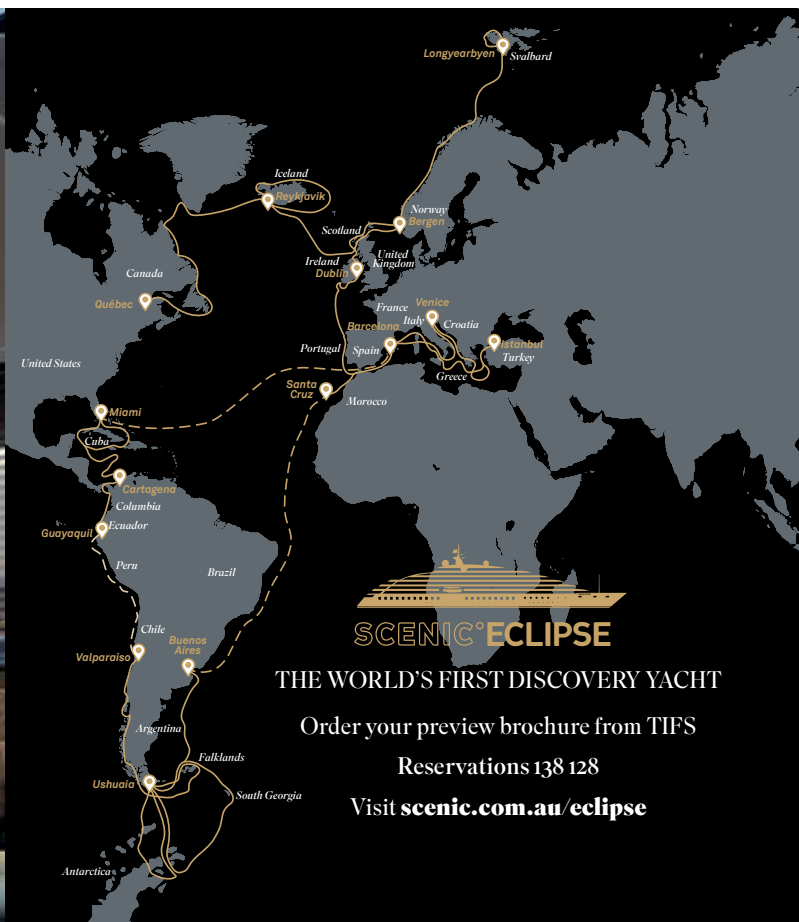 Longyearbyen
Svalbard
Iceland
Reykjavik
Norway
Bergen
Scotland
United
Kingdom
Ireland
Dublin
Canada
Québec
France
Venice
Italy
Croatia
Barcelona
Istanbul
Turkey
Portugal
Spain
Greece
United States
Santa
Cruz
Morocco
Miami
Cuba
Cartagena
Columbia
Ecuador
Guayaquil
Peru
Brazil
Chile
Buenos
Aires
Valparaiso
SCENIC°ECLIPSE
THE WORLD'S FIRST DISCOVERY YACHT
Order your preview brochure from TIFS
Reservations 138 128
Visit scenic.com.au/eclipse
Argentina
Falklands
Ushuaia
South Georgia
Antarctica